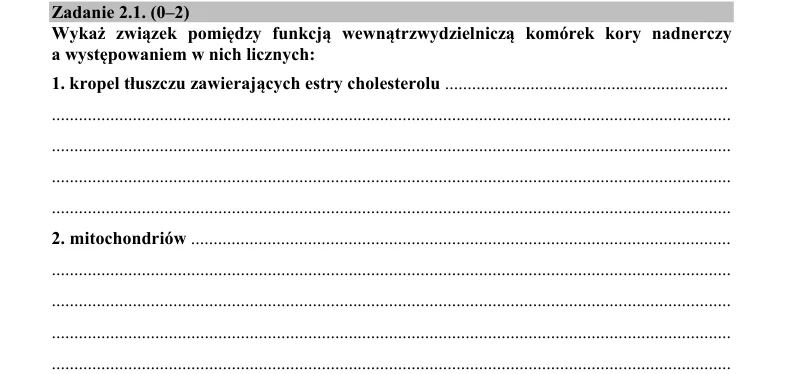 Zadanie 2.1. (0–2)
Wykaż związek pomiędzy funkcją wewnątrzwydzielniczą komórek kory nadnerczy
a występowaniem w nich licznych:
1. kropel tłuszczu zawierających estry cholesterolu ...............................................................
.......................................................................................................................................................
.......................................................................................................................................................
.......................................................................................................................................................
.......................................................................................................................................................
2. mitochondriów ........................................................................................................................
.......................................................................................................................................................
.......................................................................................................................................................
.......................................................................................................................................................
.......................................................................................................................................................